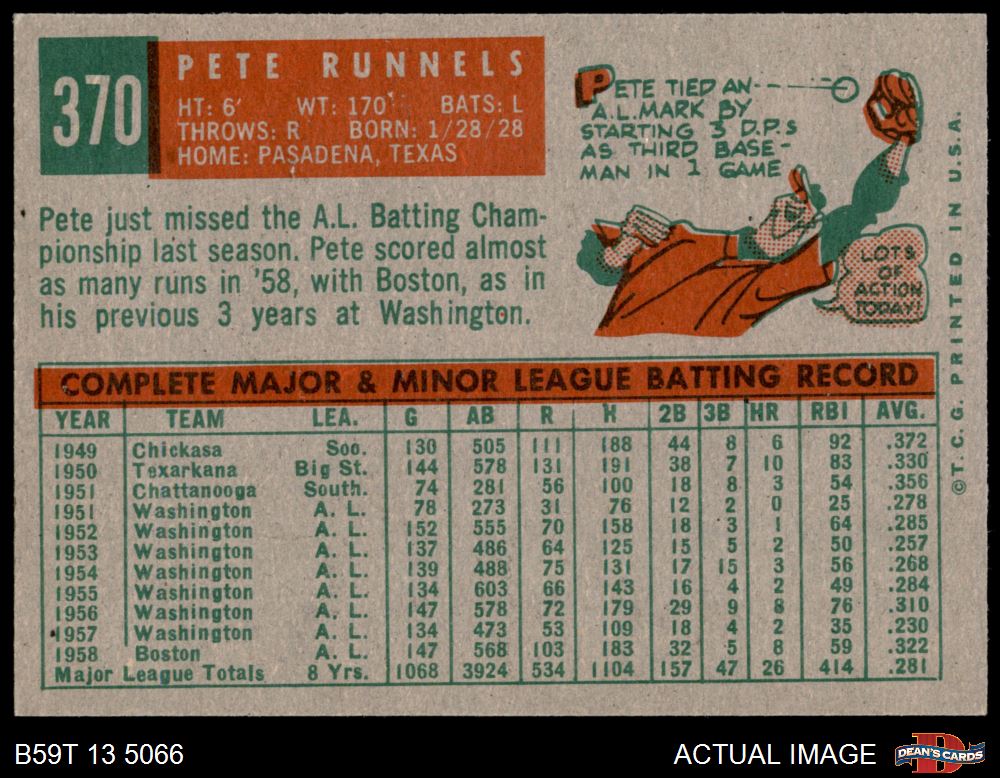 370
PETE RUNNELS
HT: 6' WT: 170 BATS: L
THROWS: R BORN: 1/28/28
HOME: PASADENA, TEXAS
Pete just missed the A.L. Batting Cham-
pionship last season. Pete scored almost
as many runs in '58, with Boston, as in
his previous 3 years at Washington.
PETE TIED AN
A.L. MARK BY
STARTING 3 D.P.s
AS THIRD BASE-
MAN IN 1 GAME
LOTS
OF
ACTION
TODAY
© T. C. G. PRINTED IN U.S.A.
COMPLETE MAJOR & MINOR LEAGUE BATTING RECORD
YEAR TEAM LEA. G AB R H 2B 3B HR RBI AVG.
1949 Chickasa Soo. 130 505 111 188 44 8 6 92 .372
1950 Texarkana Big St. 144 578 131 191 38 7 10 83 .330
1951 Chattanooga South. 74 281 56 100 18 8 3 54 .356
1951 Washington A. L. 78 273 31 76 12 2 0 25 .278
1952 Washington A. L. 152 555 70 158 18 3 1 64 .285
1953 Washington A. L. 137 486 64 125 15 5 2 50 .257
1954 Washington A. L. 139 488 75 131 17 15 3 56 .268
1955 Washington A. L. 134 603 66 143 16 4 2 49 .284
1956 Washington A. L. 147 578 72 179 29 9 8 76 .310
1957 Washington A. L. 134 473 53 109 18 4 2 35 .230
1958 Boston A. L. 147 568 103 183 32 5 8 59 .322
Major League Totals 8 Yrs. 1068 3924 534 1104 157 47 26 414 .281
B59T 13 5066
ACTUAL IMAGE
DEAN'S CARDS